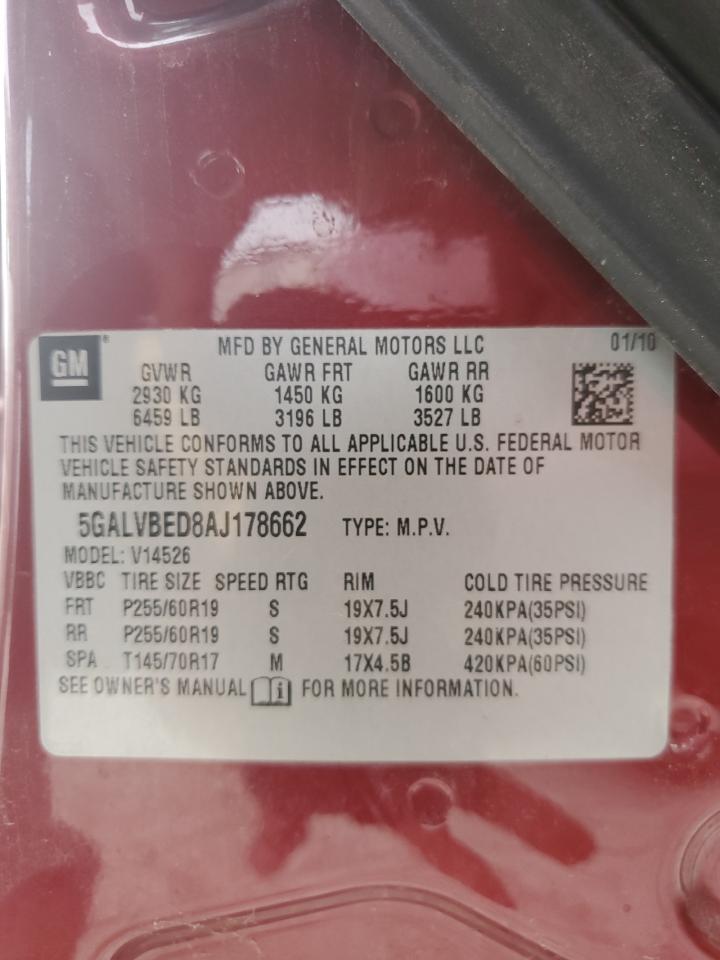 GM ®
MFD BY GENERAL MOTORS LLC 01/10
GVWR GAWR FRT GAWR RR
2930 KG 1450 KG 1600 KG
6459 LB 3196 LB 3527 LB
THIS VEHICLE CONFORMS TO ALL APPLICABLE U.S. FEDERAL MOTOR
VEHICLE SAFETY STANDARDS IN EFFECT ON THE DATE OF
MANUFACTURE SHOWN ABOVE.
5GALVBED8AJ178662 TYPE: M.P.V.
MODEL: V14526
VBBC TIRE SIZE SPEED RTG RIM COLD TIRE PRESSURE
FRT P255/60R19 S 19X7.5J 240KPA(35PSI)
RR P255/60R19 S 19X7.5J 240KPA(35PSI)
SPA T145/70R17 M 17X4.5B 420KPA(60PSI)
SEE OWNER'S MANUAL i FOR MORE INFORMATION.